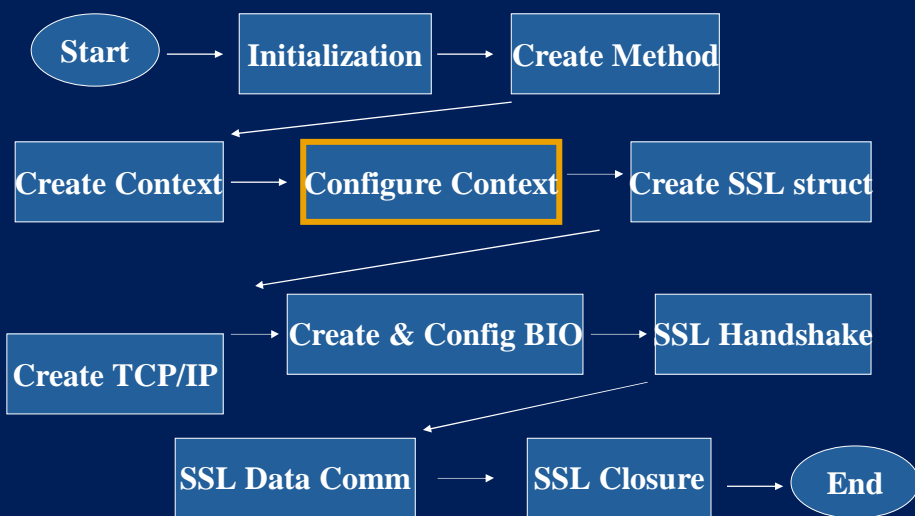 Start
Initialization
Create Method
Create Context
Configure Context
Create SSL struct
Create TCP/IP
Create & Config BIO
SSL Handshake
SSL Data Comm
SSL Closure
End